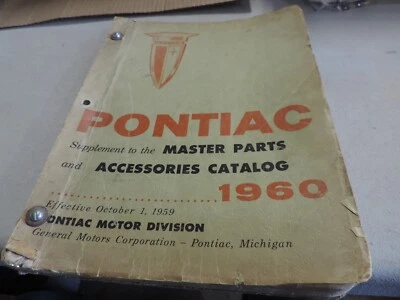 PONTIAC
Supplement to the MASTER PARTS
and ACCESSORIES CATALOG
1960
Effective October 1, 1959
PONTIAC MOTOR DIVISION
General Motors Corporation – Pontiac, Michigan